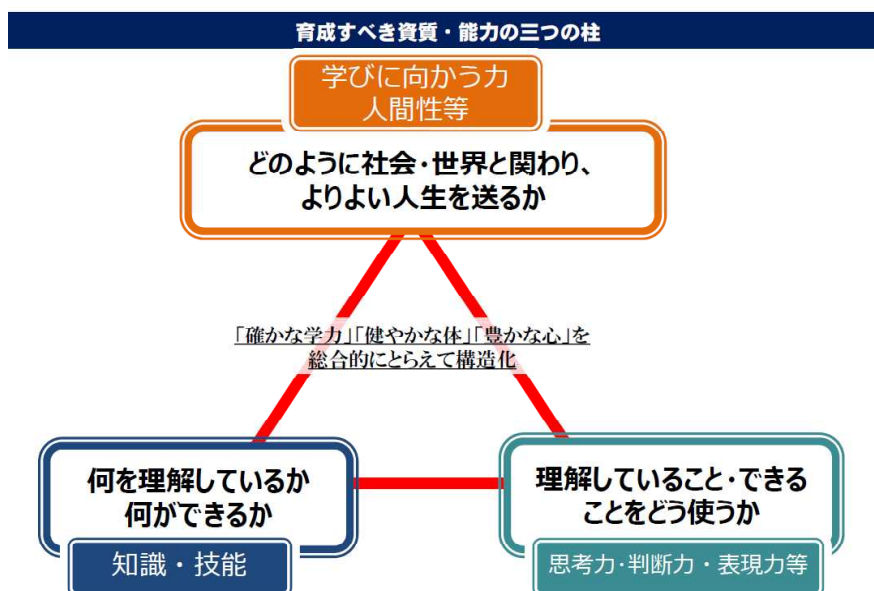 育成すべき資質・能力の三つの柱
学びに向かう力
人間性等
どのように社会・世界と関わり、
よりよい人生を送るか
「確かな学力」「健やかな体」「豊かな心」を
総合的にとらえて構造化
何を理解しているか
何ができるか
知識・技能
理解していること・できる
ことをどう使うか
思考力・判断力・表現力等